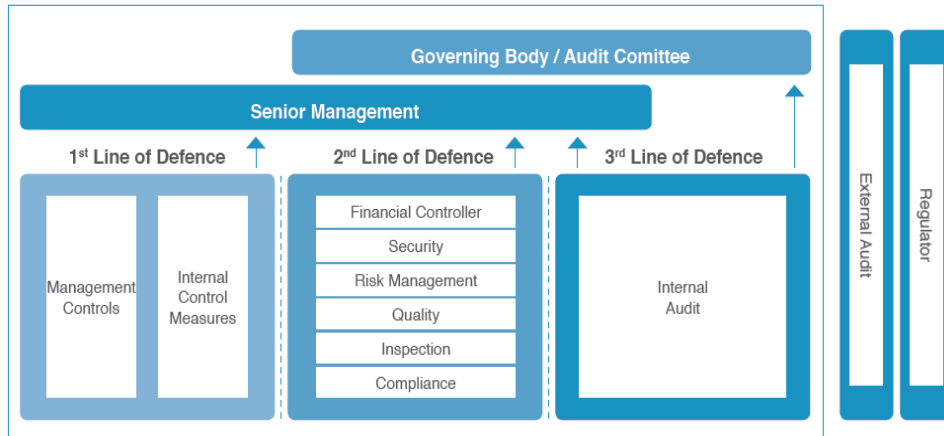 Governing Body / Audit Comittee
Senior Management
1st Line of Defence
2nd Line of Defence
3rd Line of Defence
Management
Controls
Internal
Control
Measures
Financial Controller
Security
Risk Management
Quality
Inspection
Compliance
Internal
Audit
External Audit
Regulator